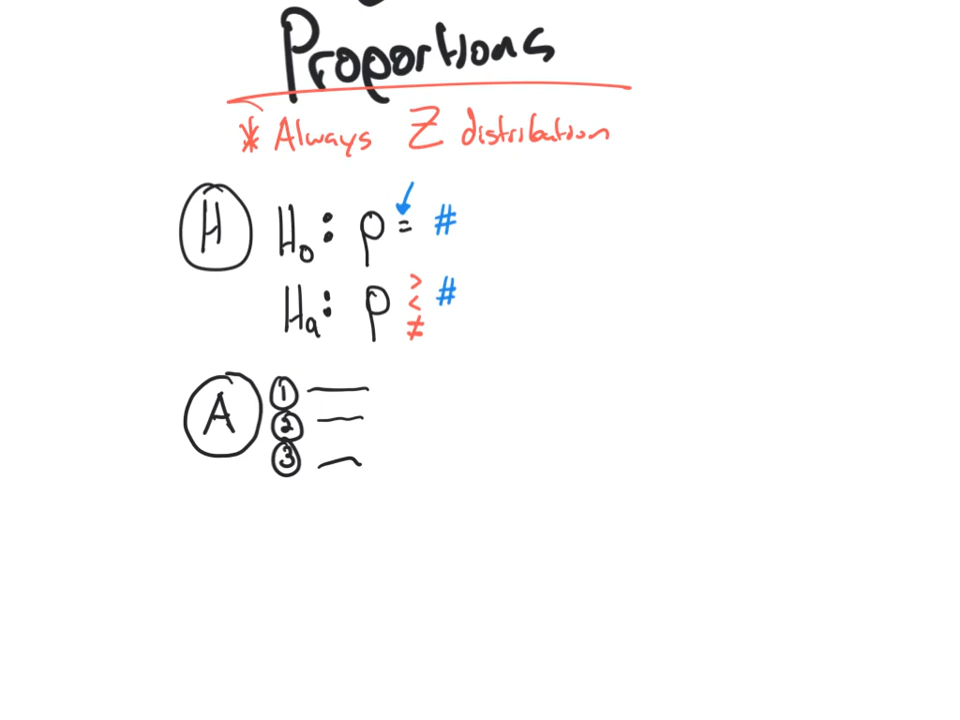 Proportions
* Always Z distribution
H H₀: p = #
Hₐ: p > < ≠ #
A ① 
② 
③